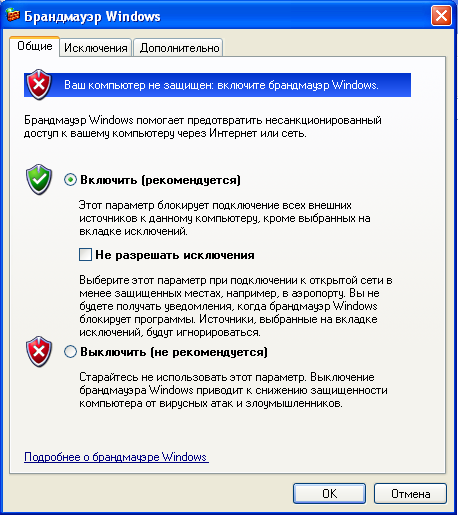 Брандмауэр Windows
Общие Исключения Дополнительно
Ваш компьютер не защищен: включите брандмауэр Windows.
Брандмауэр Windows помогает предотвратить несанкционированный
доступ к вашему компьютеру через Интернет или сеть.
Включить (рекомендуется)
Этот параметр блокирует подключение всех внешних
источников к данному компьютеру, кроме выбранных на
вкладке исключений.
Не разрешать исключения
Выберите этот параметр при подключении к открытой сети в
менее защищенных местах, например, в аэропорту. Вы не
будете получать уведомления, когда брандмауэр Windows
блокирует программы. Источники, выбранные на вкладке
исключений, будут игнорироваться.
Выключить (не рекомендуется)
Старайтесь не использовать этот параметр. Выключение
брандмауэра Windows приводит к снижению защищенности
компьютера от вирусных атак и злоумышленников.
Подробнее о брандмауэре Windows
OK Отмена